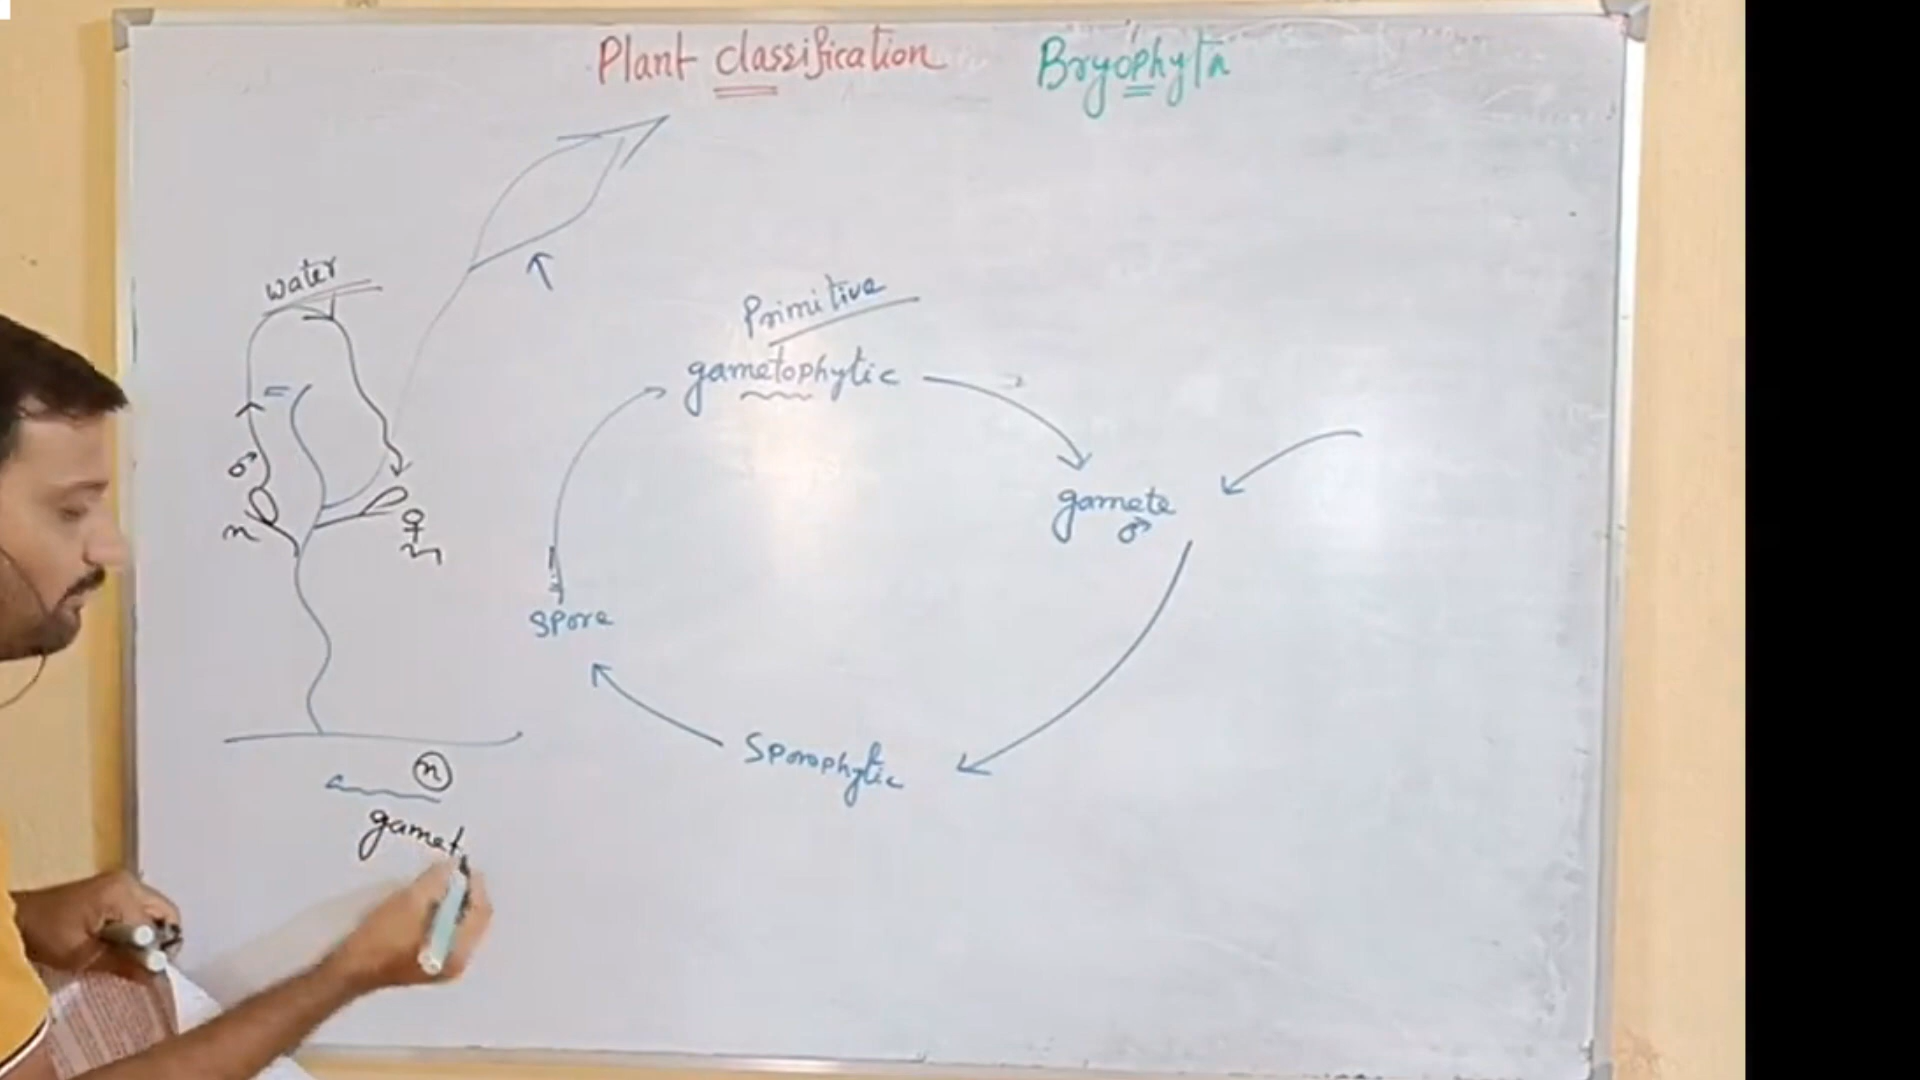 Plant classification Bryophyta
water
Primitive
gametophytic
♂
gamete
♂
n
♀
n
spore
Sporophytic
n
gamet